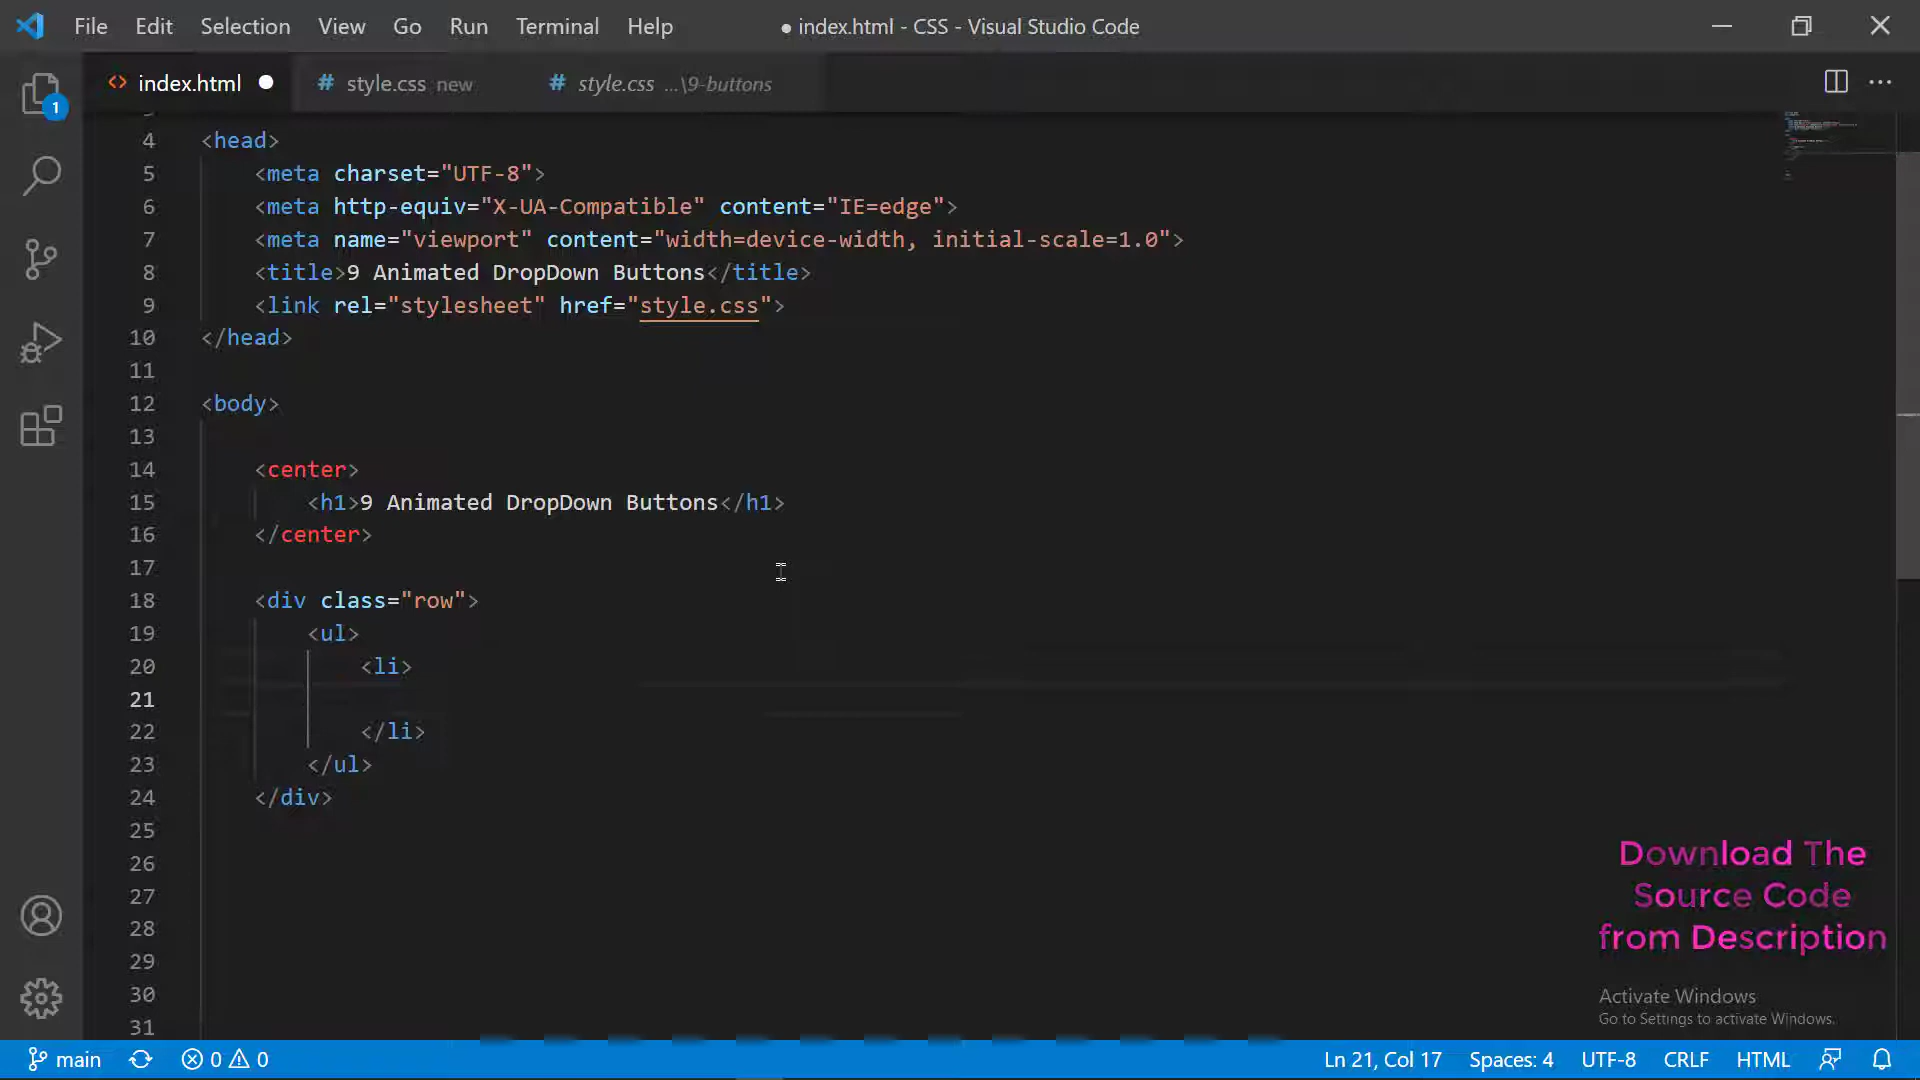 File Edit Selection View Go Run Terminal Help ● index.html - CSS - Visual Studio Code
index.html style.css new style.css ...\9-buttons
1
4 <head>
5 <meta charset="UTF-8">
6 <meta http-equiv="X-UA-Compatible" content="IE=edge">
7 <meta name="viewport" content="width=device-width, initial-scale=1.0">
8 <title>9 Animated DropDown Buttons</title>
9 <link rel="stylesheet" href="style.css">
10 </head>
11
12 <body>
13
14 <center>
15 <h1>9 Animated DropDown Buttons</h1>
16 </center>
17
18 <div class="row">
19 <ul>
20 <li>
21
22 </li>
23 </ul>
24 </div>
25
26
27
28
29
30
31
Download The
Source Code
from Description
Activate Windows
Go to Settings to activate Windows.
main 0 0 Ln 21, Col 17 Spaces: 4 UTF-8 CRLF HTML